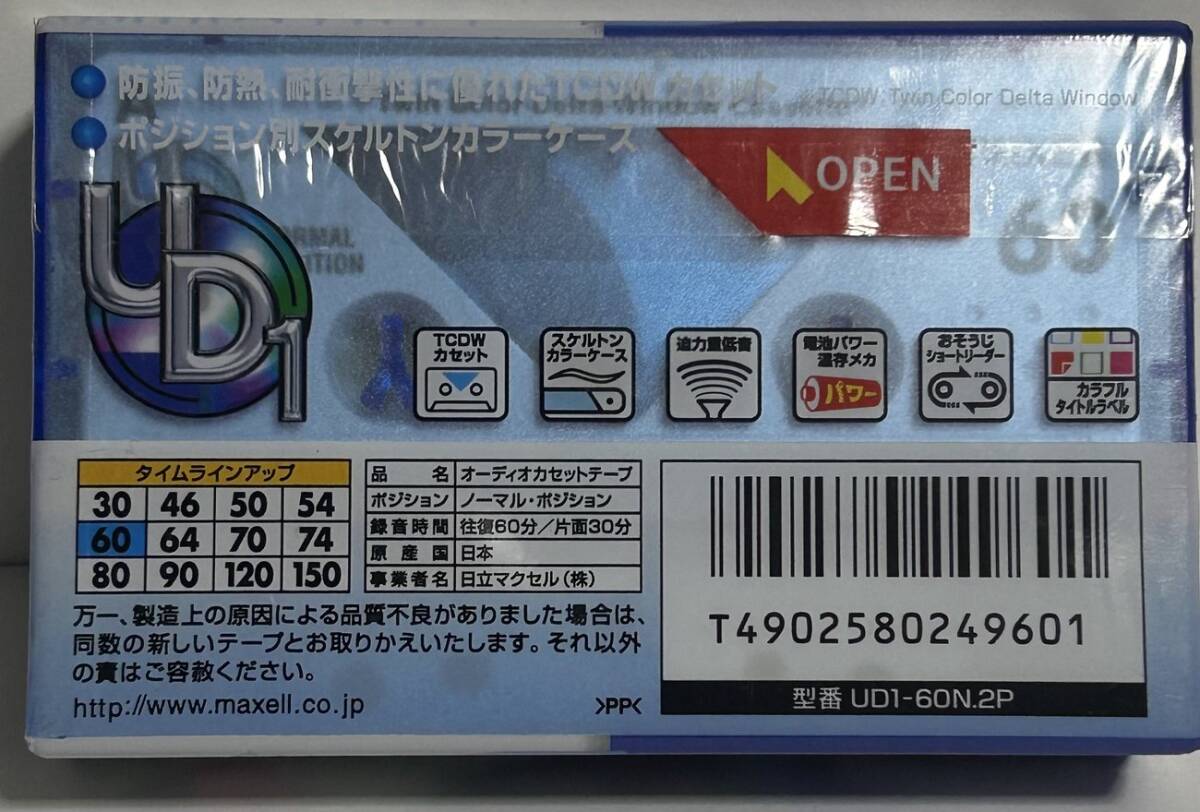 防振、防熱、耐衝撃性に優れたTCDWカセット
TCDW: Twin Color Delta Window
ポジション別スケルトンカラーケース
OPEN
60
UD1
TCDW
カセット
スケルトン
カラーケース
迫力重低音
電池パワー
温存メカ
パワー
おそうじ
ショートリーダー
カラフル
タイトルラベル
タイムラインアップ
30 46 50 54
60 64 70 74
80 90 120 150
品名 オーディオカセットテープ
ポジション ノーマル・ポジション
録音時間 往復60分/片面30分
原産国 日本
事業者名 日立マクセル(株)
万一、製造上の原因による品質不良がありました場合は、
同数の新しいテープとお取りかえいたします。それ以外
の責はご容赦ください。
http://www.maxell.co.jp
>PP<
T4902580249601
型番 UD1-60N.2P